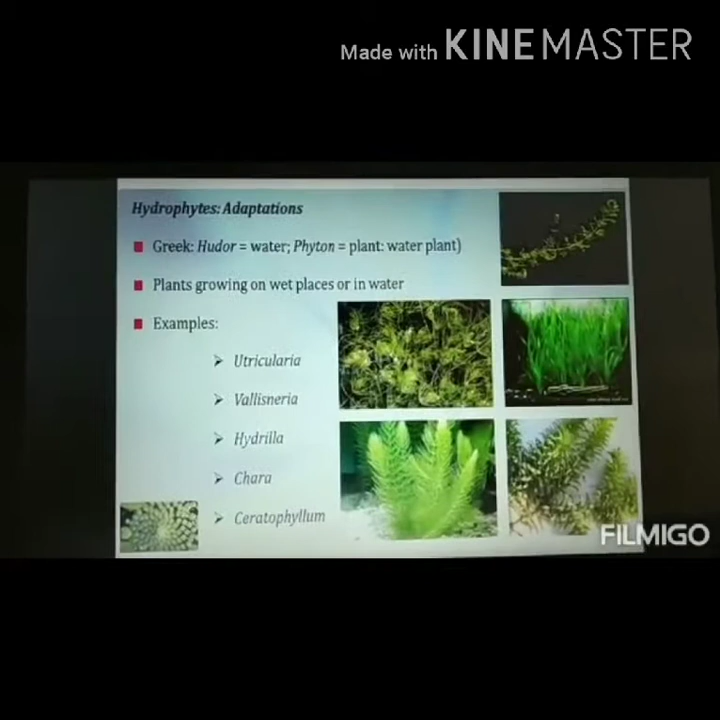 Made with KINEMASTER
Hydrophytes: Adaptations
Greek: Hudor = water; Phyton = plant: water plant)
Plants growing on wet places or in water
Examples:
Utricularia
Vallisneria
Hydrilla
Chara
Ceratophyllum
FILMIGO